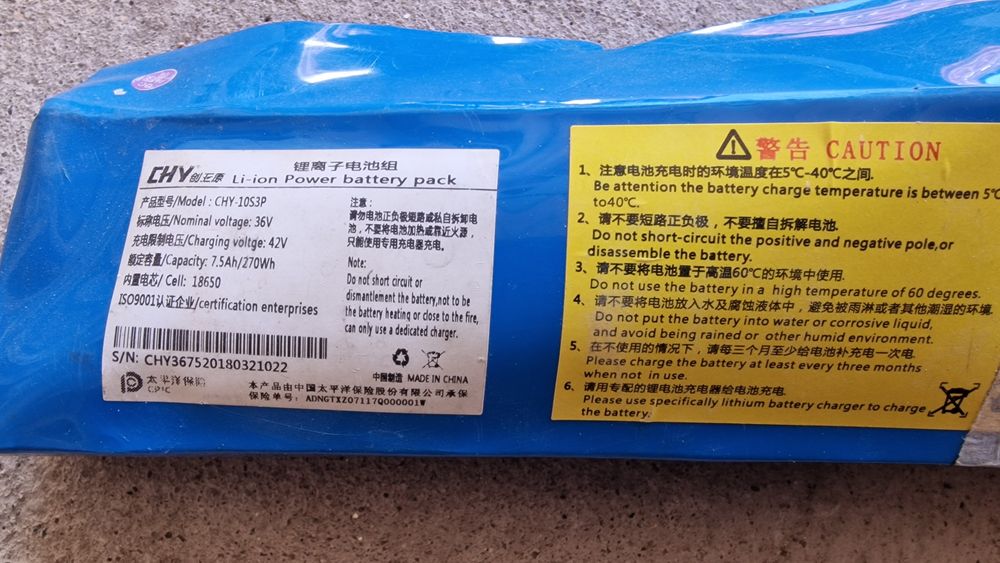 CHY 创云原
锂离子电池组
Li-ion Power battery pack
产品型号/Model : CHY-10S3P
标称电压/Nominal voltage: 36V
充电限制电压/Charging voltge: 42V
额定容量/Capacity: 7.5Ah/270Wh
内置电芯/ Cell: 18650
ISO9001认证企业/certification enterprises
注意:
请勿电池正负极短路或私自拆卸电
池,不要将电池加热或靠近火源,
只能使用专用充电器充电。
Note:
Do not short circuit or
dismantlement the battery,not to be
the battery heating or close to the fire,
can only use a dedicated charger.
S/N: CHY367520180321022
中国制造 MADE IN CHINA
太平洋保险
CPIC
本产品由中国太平洋保险股份有限公司承保
保险单号: ADNGTXZ07117Q000001W
警告 CAUTION
1、注意电池充电时的环境温度在5℃-40℃之间.
Be attention the battery charge temperature is between 5℃
to40℃.
2、请不要短路正负极，不要擅自拆解电池.
Do not short-circuit the positive and negative pole,or
disassemble the battery.
3、请不要将电池置于高温60℃的环境中使用.
Do not use the battery in a high temperature of 60 degrees.
4、请不要将电池放入水及腐蚀液体中，避免被雨淋或者其他潮湿的环境.
Do not put the battery into water or corrosive liquid,
and avoid being rained or other humid environment.
5、在不使用的情况下，请每三个月至少给电池补充电一次电.
Please charge the battery at least every three months
when not in use.
6、请用专配的锂电池充电器给电池充电.
Please use specifically lithium battery charger to charge
the battery.